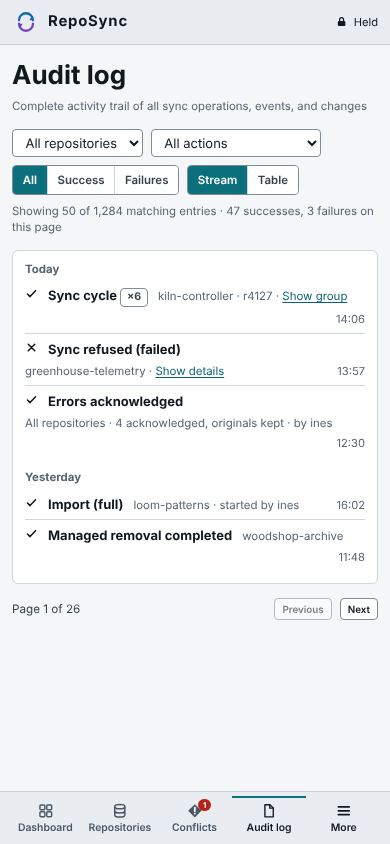 RepoSync
Held
Audit log
Complete activity trail of all sync operations, events, and changes
All repositories
All actions
All Success Failures
Stream Table
Showing 50 of 1,284 matching entries · 47 successes, 3 failures on
this page
Today
Sync cycle ×6 kiln-controller · r4127 · Show group
14:06
Sync refused (failed)
greenhouse-telemetry · Show details 13:57
Errors acknowledged
All repositories · 4 acknowledged, originals kept · by ines
12:30
Yesterday
Import (full) loom-patterns · started by ines 16:02
Managed removal completed woodshop-archive
11:48
Page 1 of 26 Previous Next
1
Dashboard Repositories Conflicts Audit log More